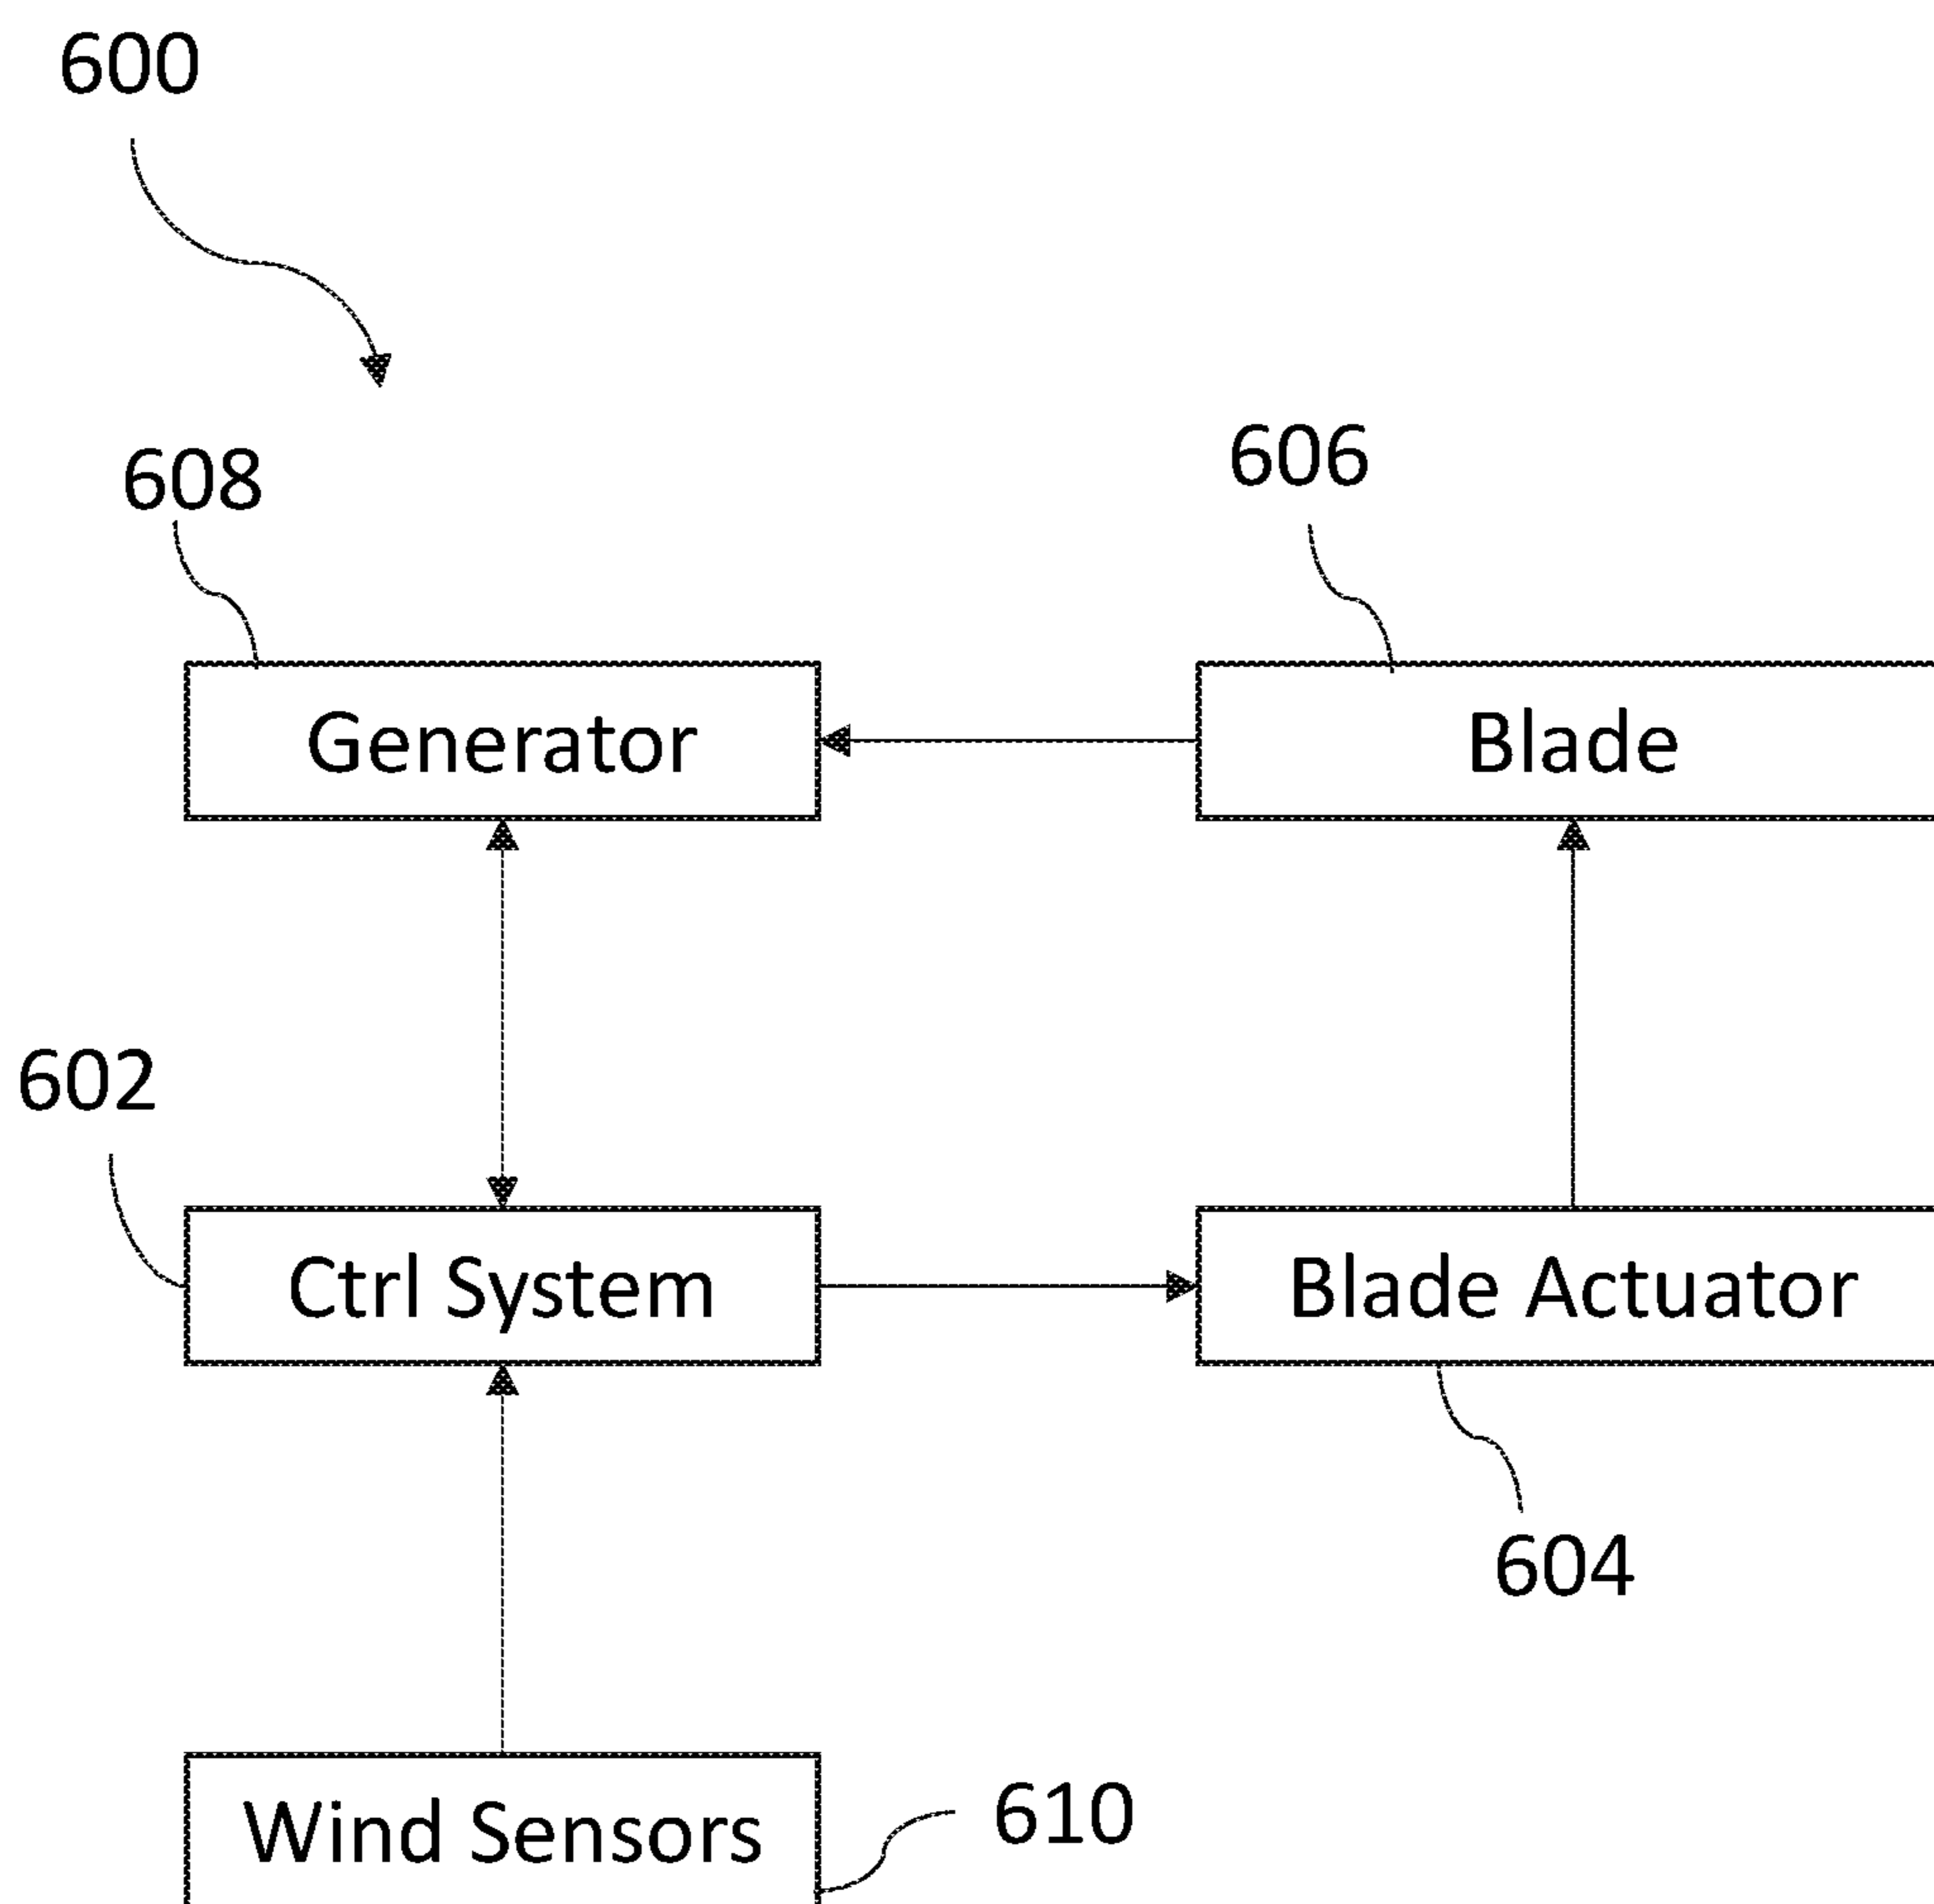 600
608
606
Generator
Blade
602
Ctrl System
Blade Actuator
604
Wind Sensors
610